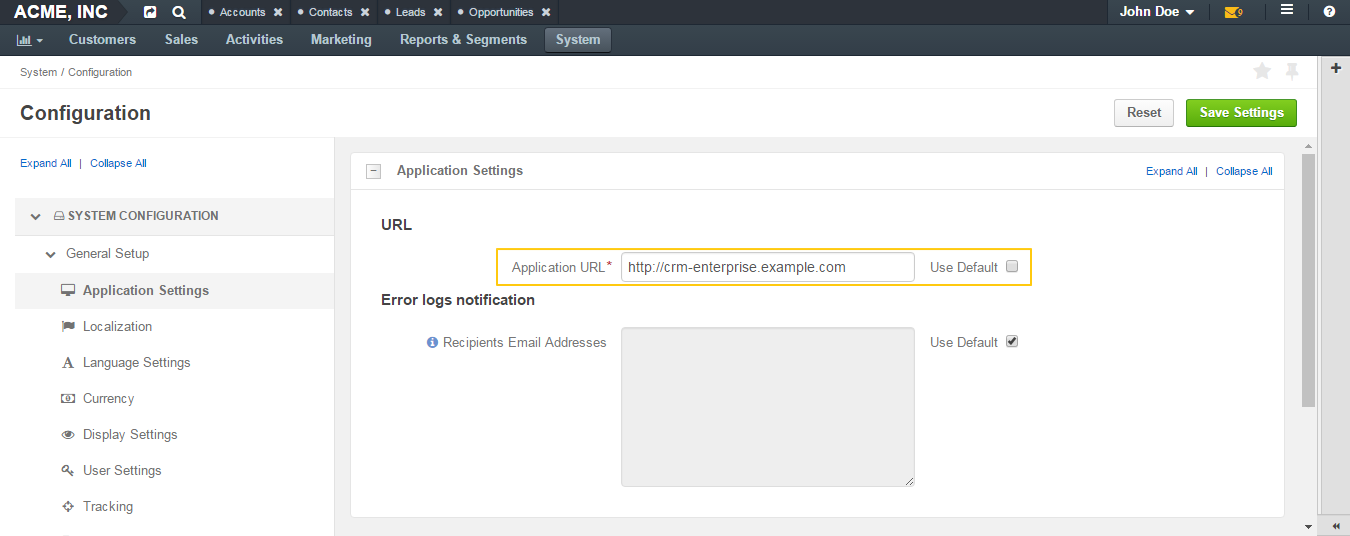 ACME, INC Accounts Contacts Leads Opportunities John Doe 9
Customers Sales Activities Marketing Reports & Segments System
System / Configuration
Configuration Reset Save Settings
Expand All | Collapse All
SYSTEM CONFIGURATION
General Setup
Application Settings
Localization
Language Settings
Currency
Display Settings
User Settings
Tracking
Application Settings Expand All | Collapse All
URL
Application URL* http://crm-enterprise.example.com Use Default
Error logs notification
Recipients Email Addresses Use Default